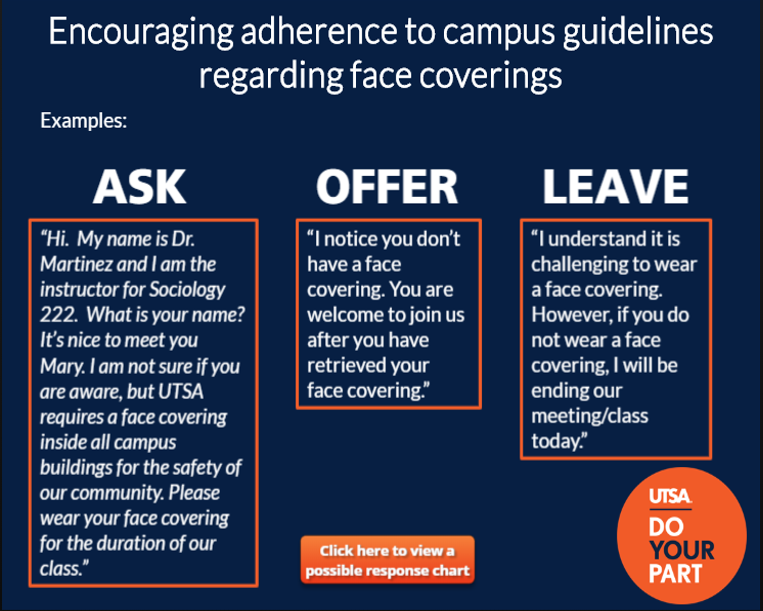 Encouraging adherence to campus guidelines
regarding face coverings
Examples:
ASK
"Hi. My name is Dr.
Martinez and I am the
instructor for Sociology
222. What is your name?
It's nice to meet you
Mary. I am not sure if you
are aware, but UTSA
requires a face covering
inside all campus
buildings for the safety of
our community. Please
wear your face covering
for the duration of our
class."
OFFER
"I notice you don't
have a face
covering. You are
welcome to join us
after you have
retrieved your
face covering."
LEAVE
"I understand it is
challenging to wear
a face covering.
However, if you do
not wear a face
covering, I will be
ending our
meeting/class
today."
Click here to view a
possible response chart
UTSA
DO
YOUR
PART